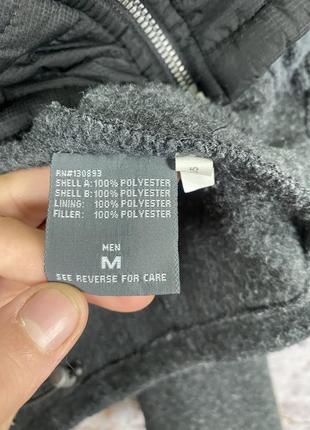 RN#130893
SHELL A: 100% POLYESTER
SHELL B: 100% POLYESTER
LINING: 100% POLYESTER
FILLER: 100% POLYESTER
MEN
M
SEE REVERSE FOR CARE